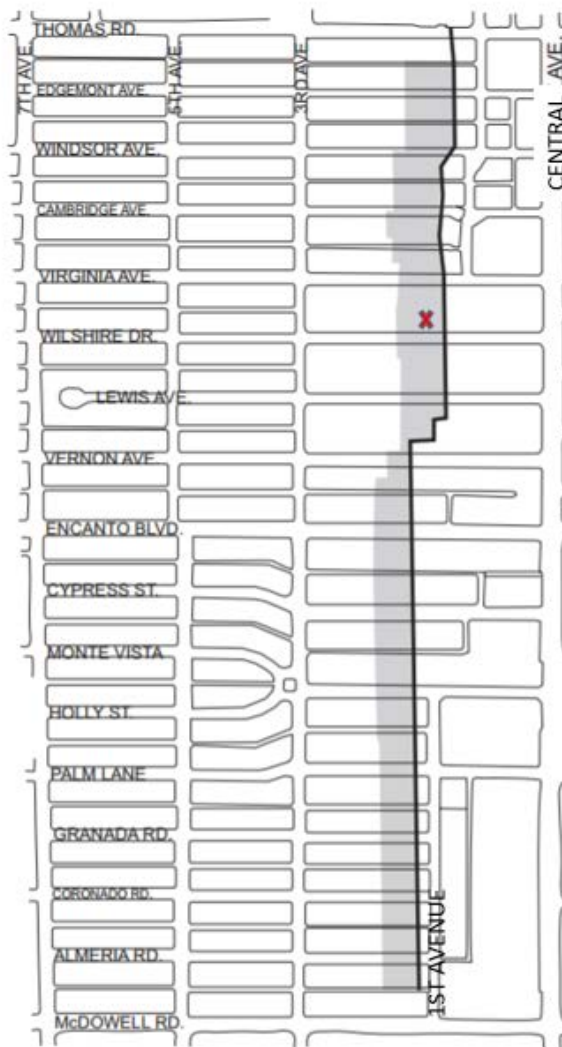 THOMAS RD.
7TH AVE.
5TH AVE.
3RD AVE
CENTRAL AVE.
EDGEMONT AVE.
WINDSOR AVE.
CAMBRIDGE AVE.
VIRGINIA AVE.
WILSHIRE DR.
LEWIS AVE.
VERNON AVE.
ENCANTO BLVD.
CYPRESS ST.
MONTE VISTA
HOLLY ST.
PALM LANE
GRANADA RD.
CORONADO RD.
1ST AVENUE
ALMERIA RD.
McDOWELL RD.